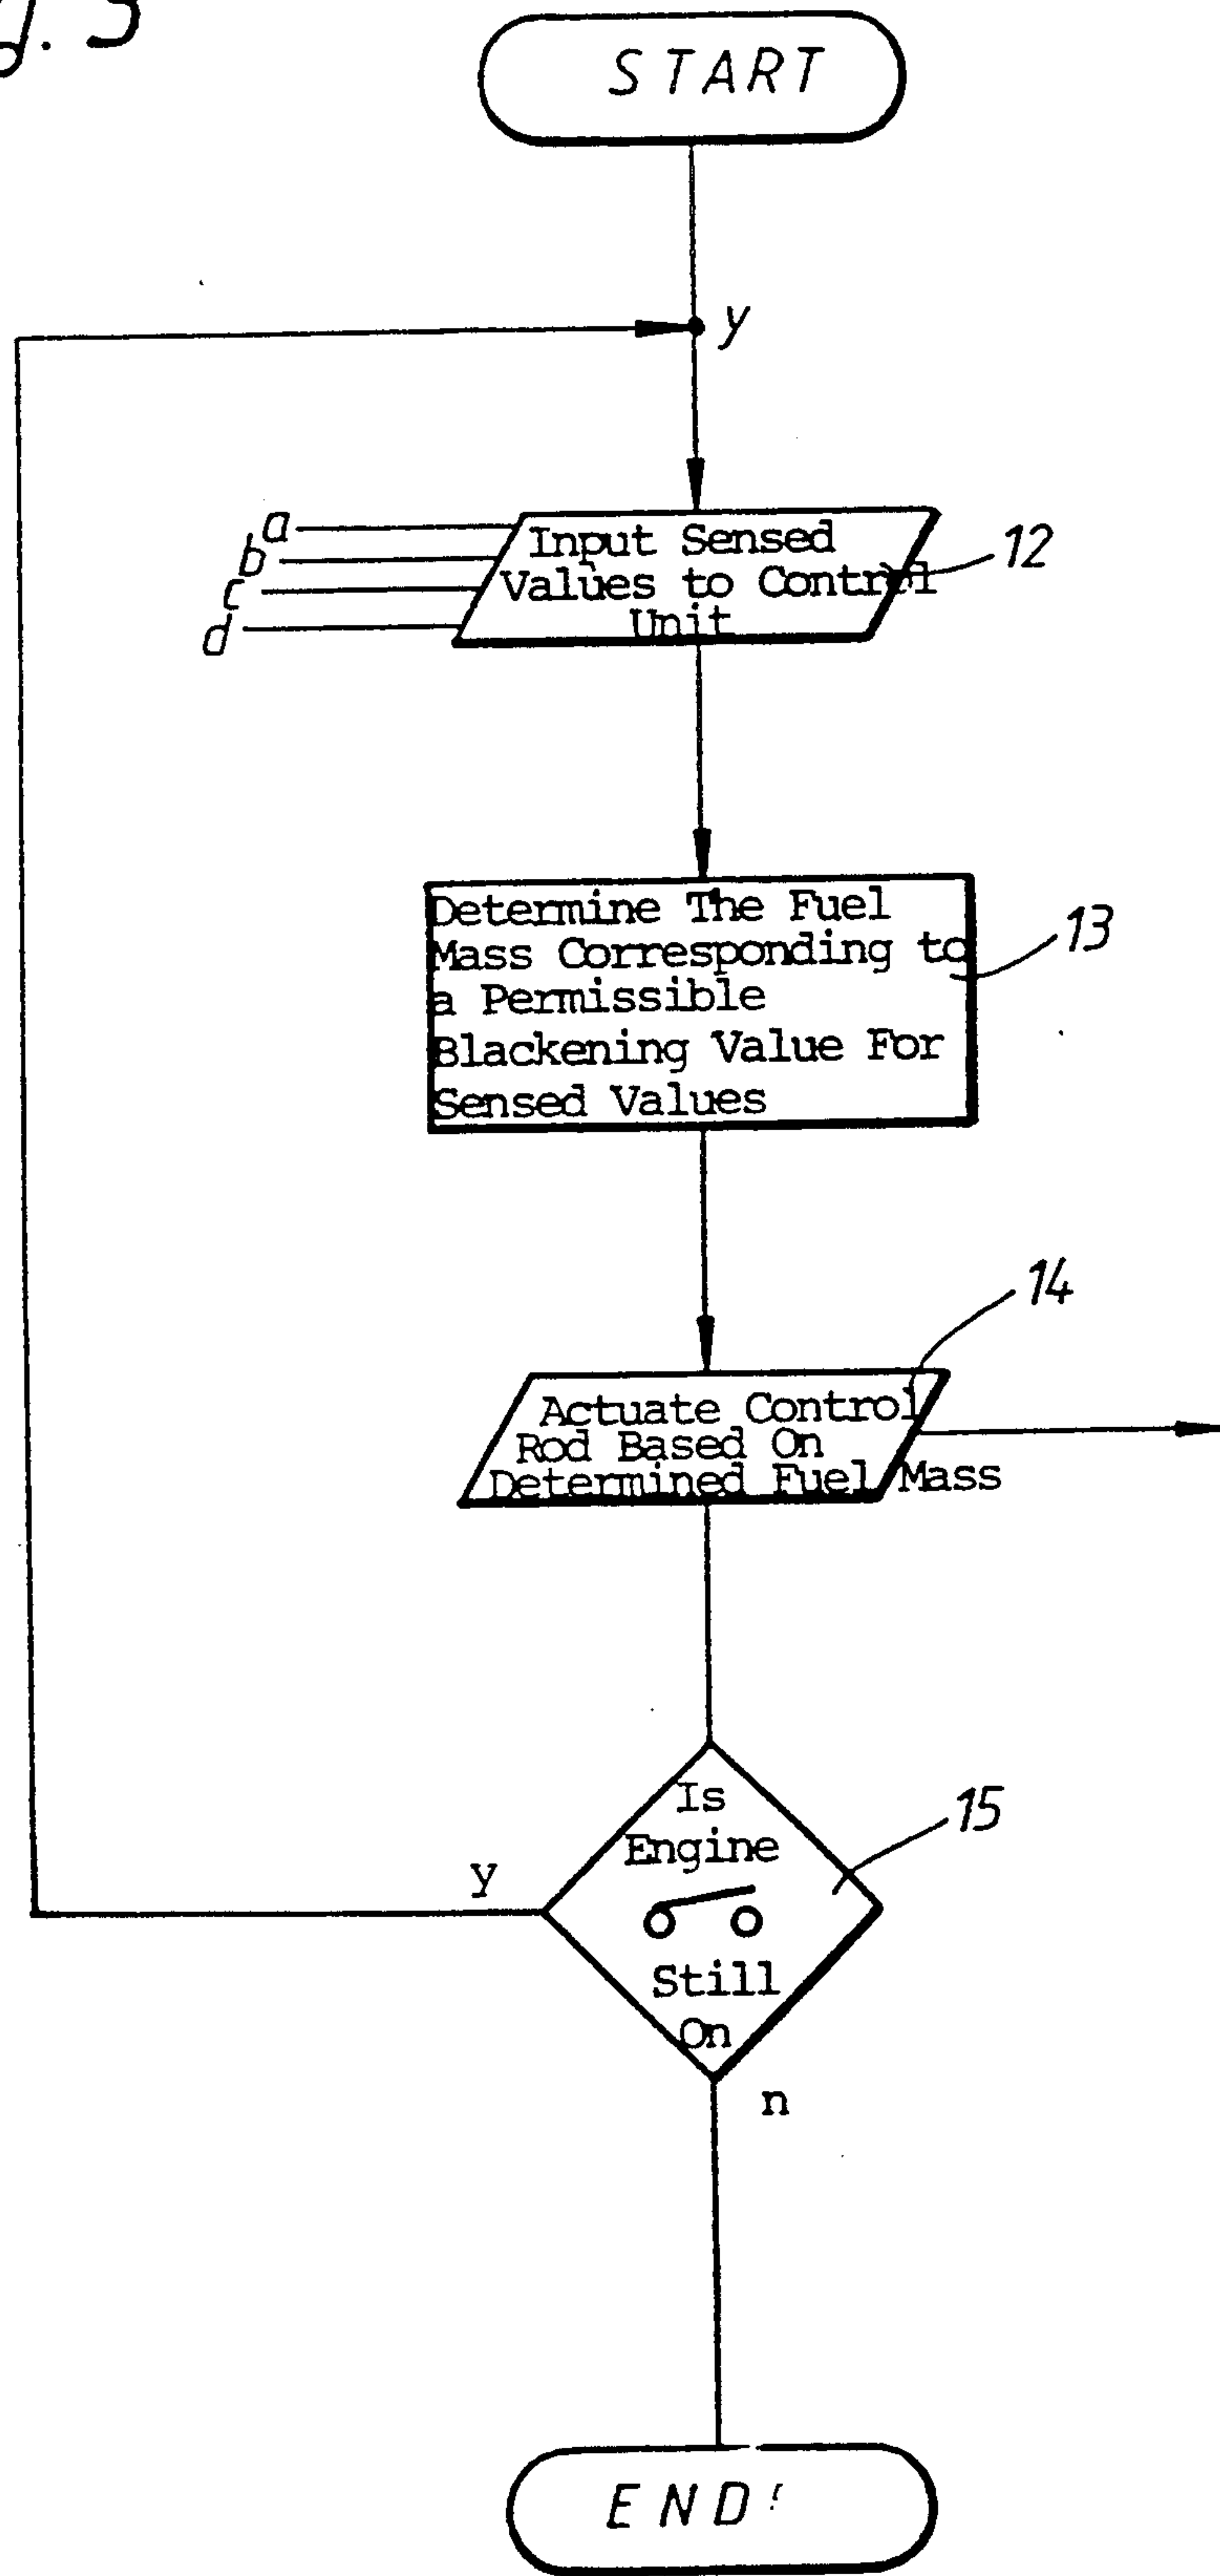 g. 3
START
y
a
b
c
d
Input Sensed
Values to Control
Unit
12
Determine The Fuel
Mass Corresponding to
a Permissible
Blackening Value For
Sensed Values
13
14
Actuate Control
Rod Based On
Determined Fuel Mass
Is
Engine
Still
On
15
y
n
END